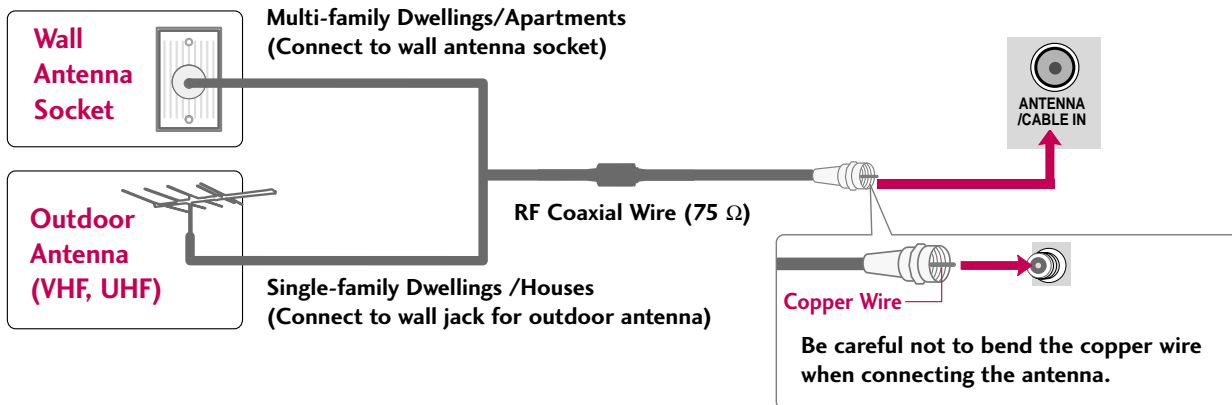 Wall
Antenna
Socket
Multi-family Dwellings/Apartments
(Connect to wall antenna socket)
ANTENNA
/CABLE IN
Outdoor
Antenna
(VHF, UHF)
RF Coaxial Wire (75 Ω)
Single-family Dwellings /Houses
(Connect to wall jack for outdoor antenna)
Copper Wire
Be careful not to bend the copper wire
when connecting the antenna.